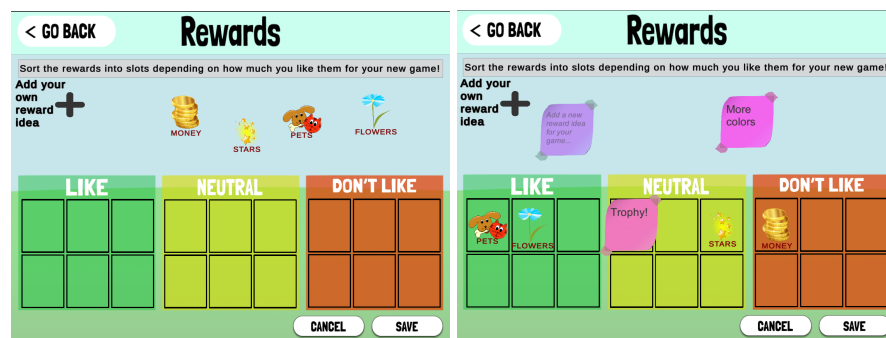 < GO BACK
Rewards
Sort the rewards into slots depending on how much you like them for your new game!
Add your
own
reward
idea
MONEY
STARS
PETS
FLOWERS
LIKE
NEUTRAL
DON'T LIKE
CANCEL
SAVE
< GO BACK
Rewards
Sort the rewards into slots depending on how much you like them for your new game!
Add your
own
reward
idea
Add a new
reward idea
for your
game...
More
colors
LIKE
NEUTRAL
DON'T LIKE
PETS
FLOWERS
Trophy!
STARS
MONEY
CANCEL
SAVE